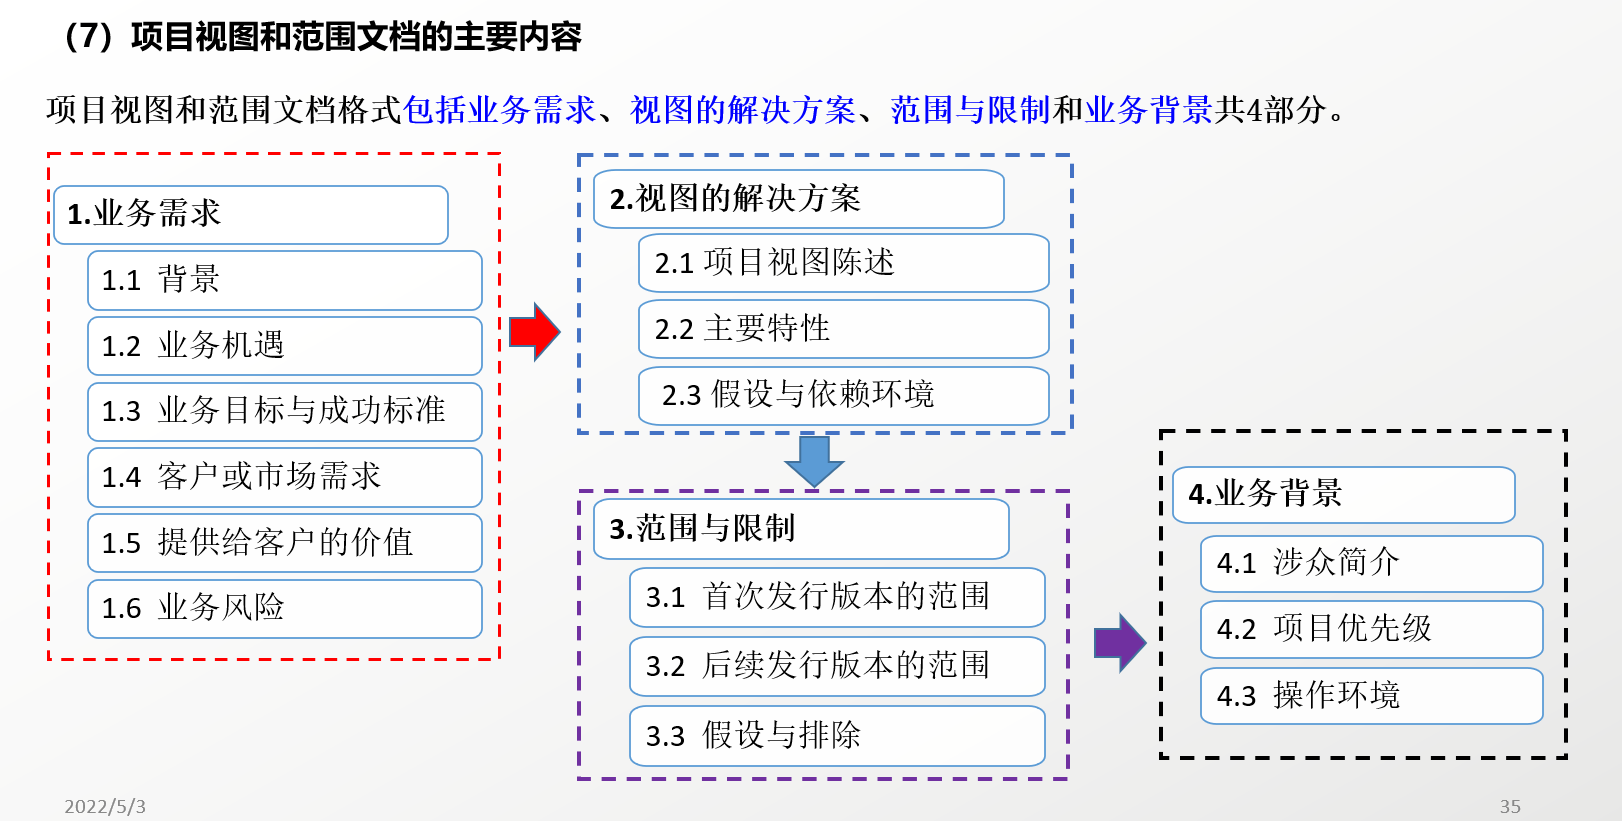 （7）项目视图和范围文档的主要内容
项目视图和范围文档格式包括业务需求、视图的解决方案、范围与限制和业务背景共4部分。
1.业务需求
1.1 背景
1.2 业务机遇
1.3 业务目标与成功标准
1.4 客户或市场需求
1.5 提供给客户的价值
1.6 业务风险
2.视图的解决方案
2.1 项目视图陈述
2.2 主要特性
2.3 假设与依赖环境
3.范围与限制
3.1 首次发行版本的范围
3.2 后续发行版本的范围
3.3 假设与排除
4.业务背景
4.1 涉众简介
4.2 项目优先级
4.3 操作环境
2022/5/3
35